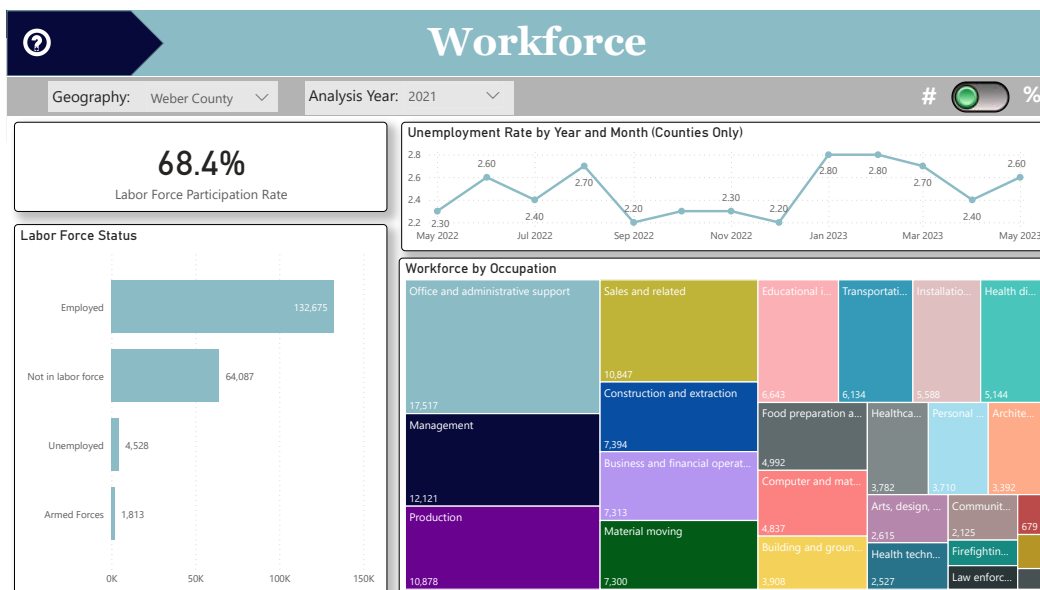 ?
Workforce
Geography: Weber County
Analysis Year: 2021
# %
68.4%
Labor Force Participation Rate
Unemployment Rate by Year and Month (Counties Only)
2.8
2.6
2.4
2.2
2.30
2.60
2.40
2.70
2.20
2.30
2.20
2.80
2.80
2.70
2.40
2.60
May 2022 Jul 2022 Sep 2022 Nov 2022 Jan 2023 Mar 2023 May 2023
Labor Force Status
Employed 132,675
Not in labor force 64,087
Unemployed 4,528
Armed Forces 1,813
0K 50K 100K 150K
Workforce by Occupation
Office and administrative support
17,517
Management
12,121
Production
10,878
Sales and related
10,847
Construction and extraction
7,394
Business and financial operat...
7,313
Material moving
7,300
Educational i...
6,643
Transportati...
6,134
Installatio...
5,588
Health di...
5,144
Food preparation a...
4,992
Computer and mat...
4,837
Building and groun...
3,908
Healthca...
3,782
Personal ...
3,710
Archite...
3,392
Arts, design, ...
2,615
Health techn...
2,527
Communit...
2,125
Firefightin...
Law enforc...
679